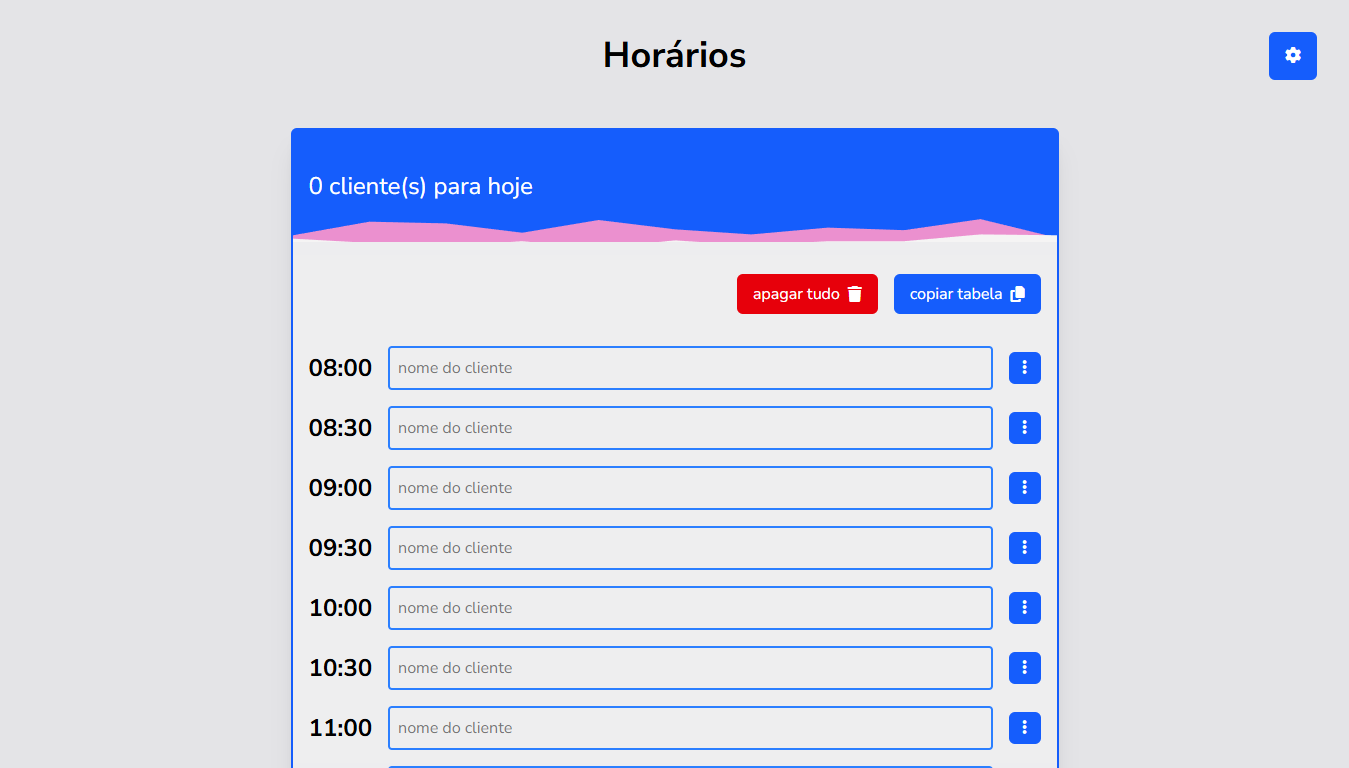 Horários
0 cliente(s) para hoje
apagar tudo copiar tabela
08:00 nome do cliente
08:30 nome do cliente
09:00 nome do cliente
09:30 nome do cliente
10:00 nome do cliente
10:30 nome do cliente
11:00 nome do cliente